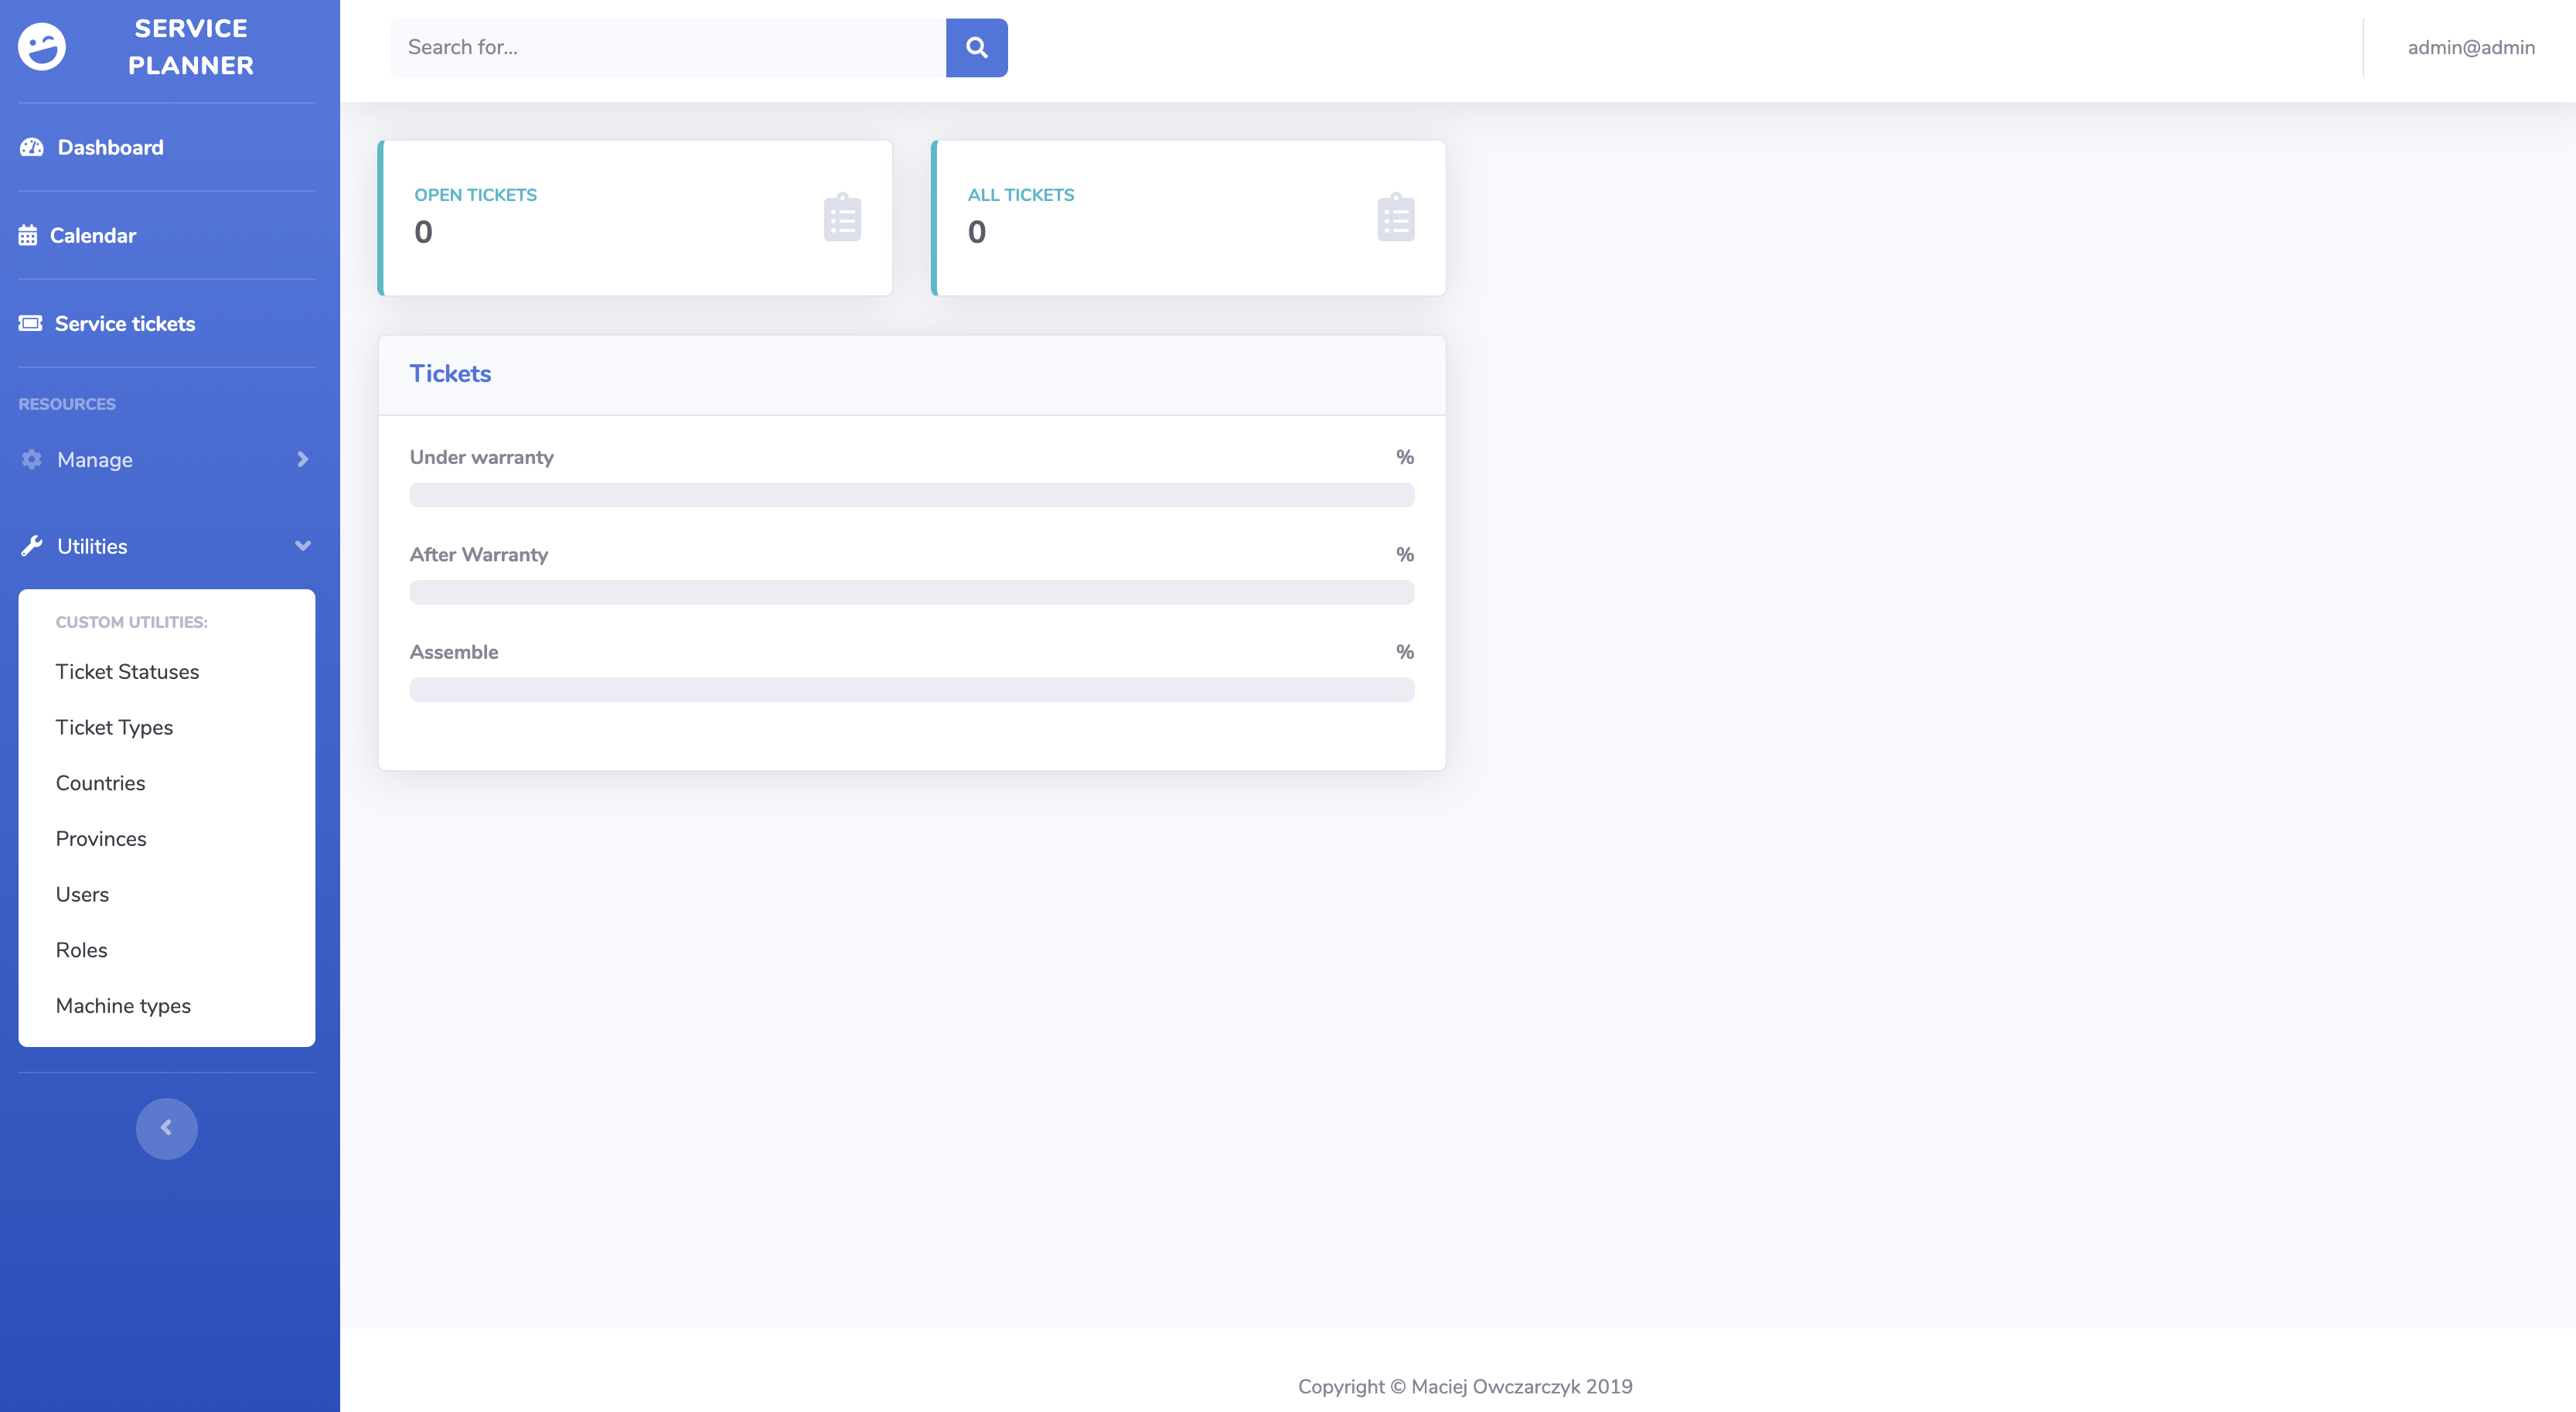 SERVICE
PLANNER
Dashboard
Calendar
Service tickets
RESOURCES
Manage
Utilities
CUSTOM UTILITIES:
Ticket Statuses
Ticket Types
Countries
Provinces
Users
Roles
Machine types
Search for...
admin@admin
OPEN TICKETS
0
ALL TICKETS
0
Tickets
Under warranty %
After Warranty %
Assemble %
Copyright © Maciej Owczarczyk 2019